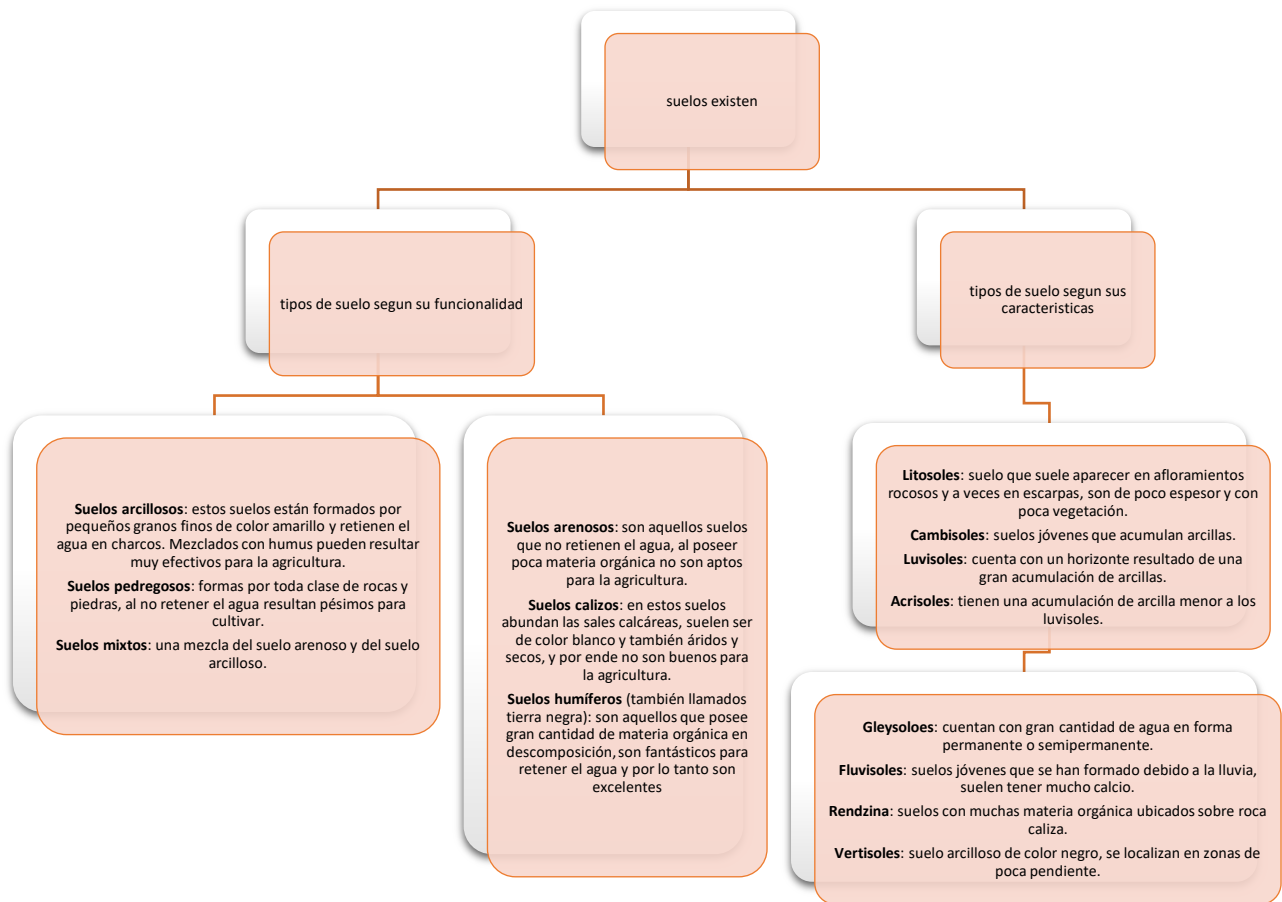 suelos existen
tipos de suelo segun su funcionalidad
tipos de suelo segun sus
caracteristicas
Suelos arcillosos: estos suelos están formados por
pequeños granos finos de color amarillo y retienen el
agua en charcos. Mezclados con humus pueden resultar
muy efectivos para la agricultura.
Suelos pedregosos: formas por toda clase de rocas y
piedras, al no retener el agua resultan pésimos para
cultivar.
Suelos mixtos: una mezcla del suelo arenoso y del suelo
arcilloso.
Suelos arenosos: son aquellos suelos
que no retienen el agua, al poseer
poca materia orgánica no son aptos
para la agricultura.
Suelos calizos: en estos suelos
abundan las sales calcáreas, suelen ser
de color blanco y también áridos y
secos, y por ende no son buenos para
la agricultura.
Suelos humíferos (también llamados
tierra negra): son aquellos que posee
gran cantidad de materia orgánica en
descomposición, son fantásticos para
retener el agua y por lo tanto son
excelentes
Litosoles: suelo que suele aparecer en afloramientos
rocosos y a veces en escarpas, son de poco espesor y con
poca vegetación.
Cambisoles: suelos jóvenes que acumulan arcillas.
Luvisoles: cuenta con un horizonte resultado de una
gran acumulación de arcillas.
Acrisoles: tienen una acumulación de arcilla menor a los
luvisoles.
Gleysoloes: cuentan con gran cantidad de agua en forma
permanente o semipermanente.
Fluvisoles: suelos jóvenes que se han formado debido a la lluvia,
suelen tener mucho calcio.
Rendzina: suelos con muchas materia orgánica ubicados sobre roca
caliza.
Vertisoles: suelo arcilloso de color negro, se localizan en zonas de
poca pendiente.